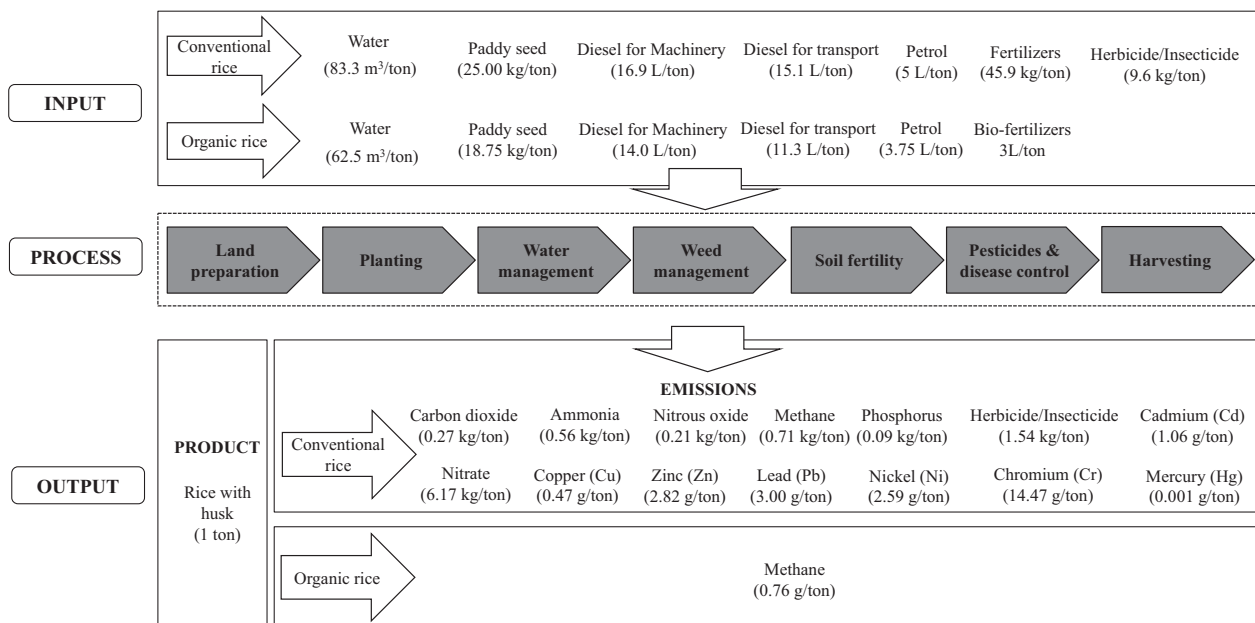 INPUT
Conventional
rice
Water
(83.3 m³/ton)
Paddy seed
(25.00 kg/ton)
Diesel for Machinery
(16.9 L/ton)
Diesel for transport
(15.1 L/ton)
Petrol
(5 L/ton)
Fertilizers
(45.9 kg/ton)
Herbicide/Insecticide
(9.6 kg/ton)
Organic rice
Water
(62.5 m³/ton)
Paddy seed
(18.75 kg/ton)
Diesel for Machinery
(14.0 L/ton)
Diesel for transport
(11.3 L/ton)
Petrol
(3.75 L/ton)
Bio-fertilizers
3L/ton
PROCESS
Land
preparation
Planting
Water
management
Weed
management
Soil fertility
Pesticides &
disease control
Harvesting
OUTPUT
PRODUCT
Rice with
husk
(1 ton)
EMISSIONS
Conventional
rice
Carbon dioxide
(0.27 kg/ton)
Ammonia
(0.56 kg/ton)
Nitrous oxide
(0.21 kg/ton)
Methane
(0.71 kg/ton)
Phosphorus
(0.09 kg/ton)
Herbicide/Insecticide
(1.54 kg/ton)
Cadmium (Cd)
(1.06 g/ton)
Nitrate
(6.17 kg/ton)
Copper (Cu)
(0.47 g/ton)
Zinc (Zn)
(2.82 g/ton)
Lead (Pb)
(3.00 g/ton)
Nickel (Ni)
(2.59 g/ton)
Chromium (Cr)
(14.47 g/ton)
Mercury (Hg)
(0.001 g/ton)
Organic rice
Methane
(0.76 g/ton)